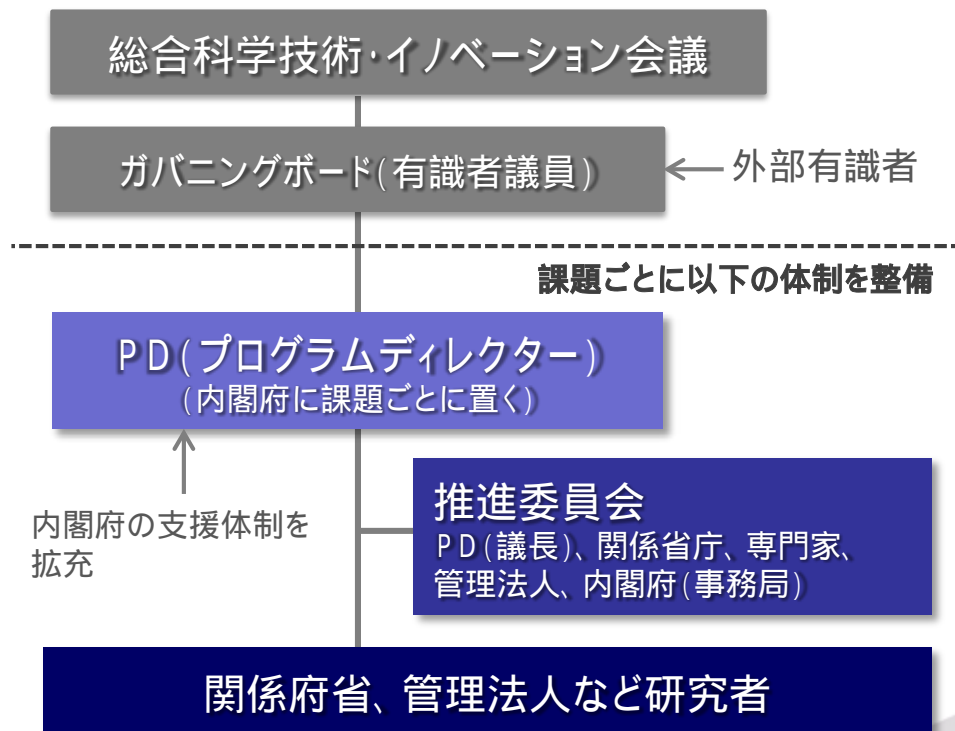 総合科学技術・イノベーション会議
ガバニングボード(有識者議員)
外部有識者
課題ごとに以下の体制を整備
PD(プログラムディレクター)
(内閣府に課題ごとに置く)
内閣府の支援体制を
拡充
推進委員会
PD(議長)、関係省庁、専門家、
管理法人、内閣府(事務局)
関係府省、管理法人など研究者